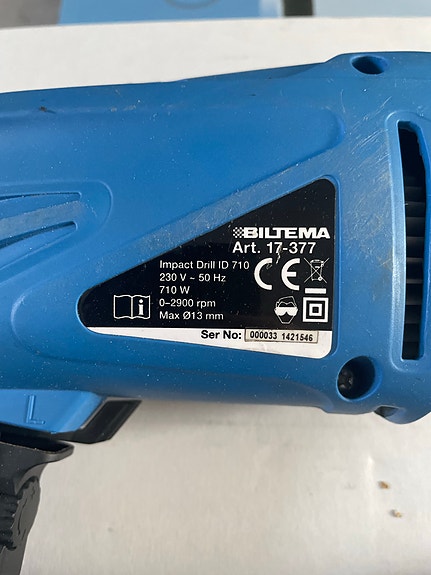 BILTEMA
Art. 17-377
Impact Drill ID 710
230 V ~ 50 Hz
710 W
0–2900 rpm
Max Ø13 mm
CE
Ser No: 000033 1421546
L